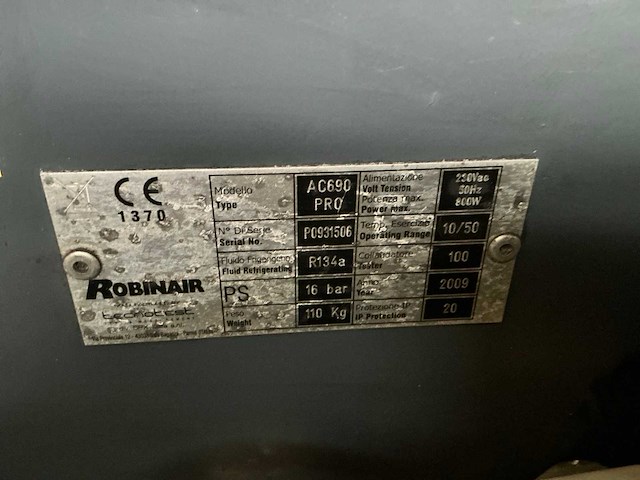 CE
1370
ROBINAIR
tecnotest
Modello
Type
AC690
PRO
N° Di Serie
Serial No.
P0931506
Fluido Frigorigeno
Fluid Refrigerating
R134a
PS
16 bar
Peso
Weight
110 Kg
Alimentazione
Volt Tension
Potenza max.
Power max.
230Vac
50Hz
800W
Temp. Esercizio
Operating Range
10/50
Collaudatore
Tester
100
Anno
Year
2009
Protezione IP
IP Protection
20